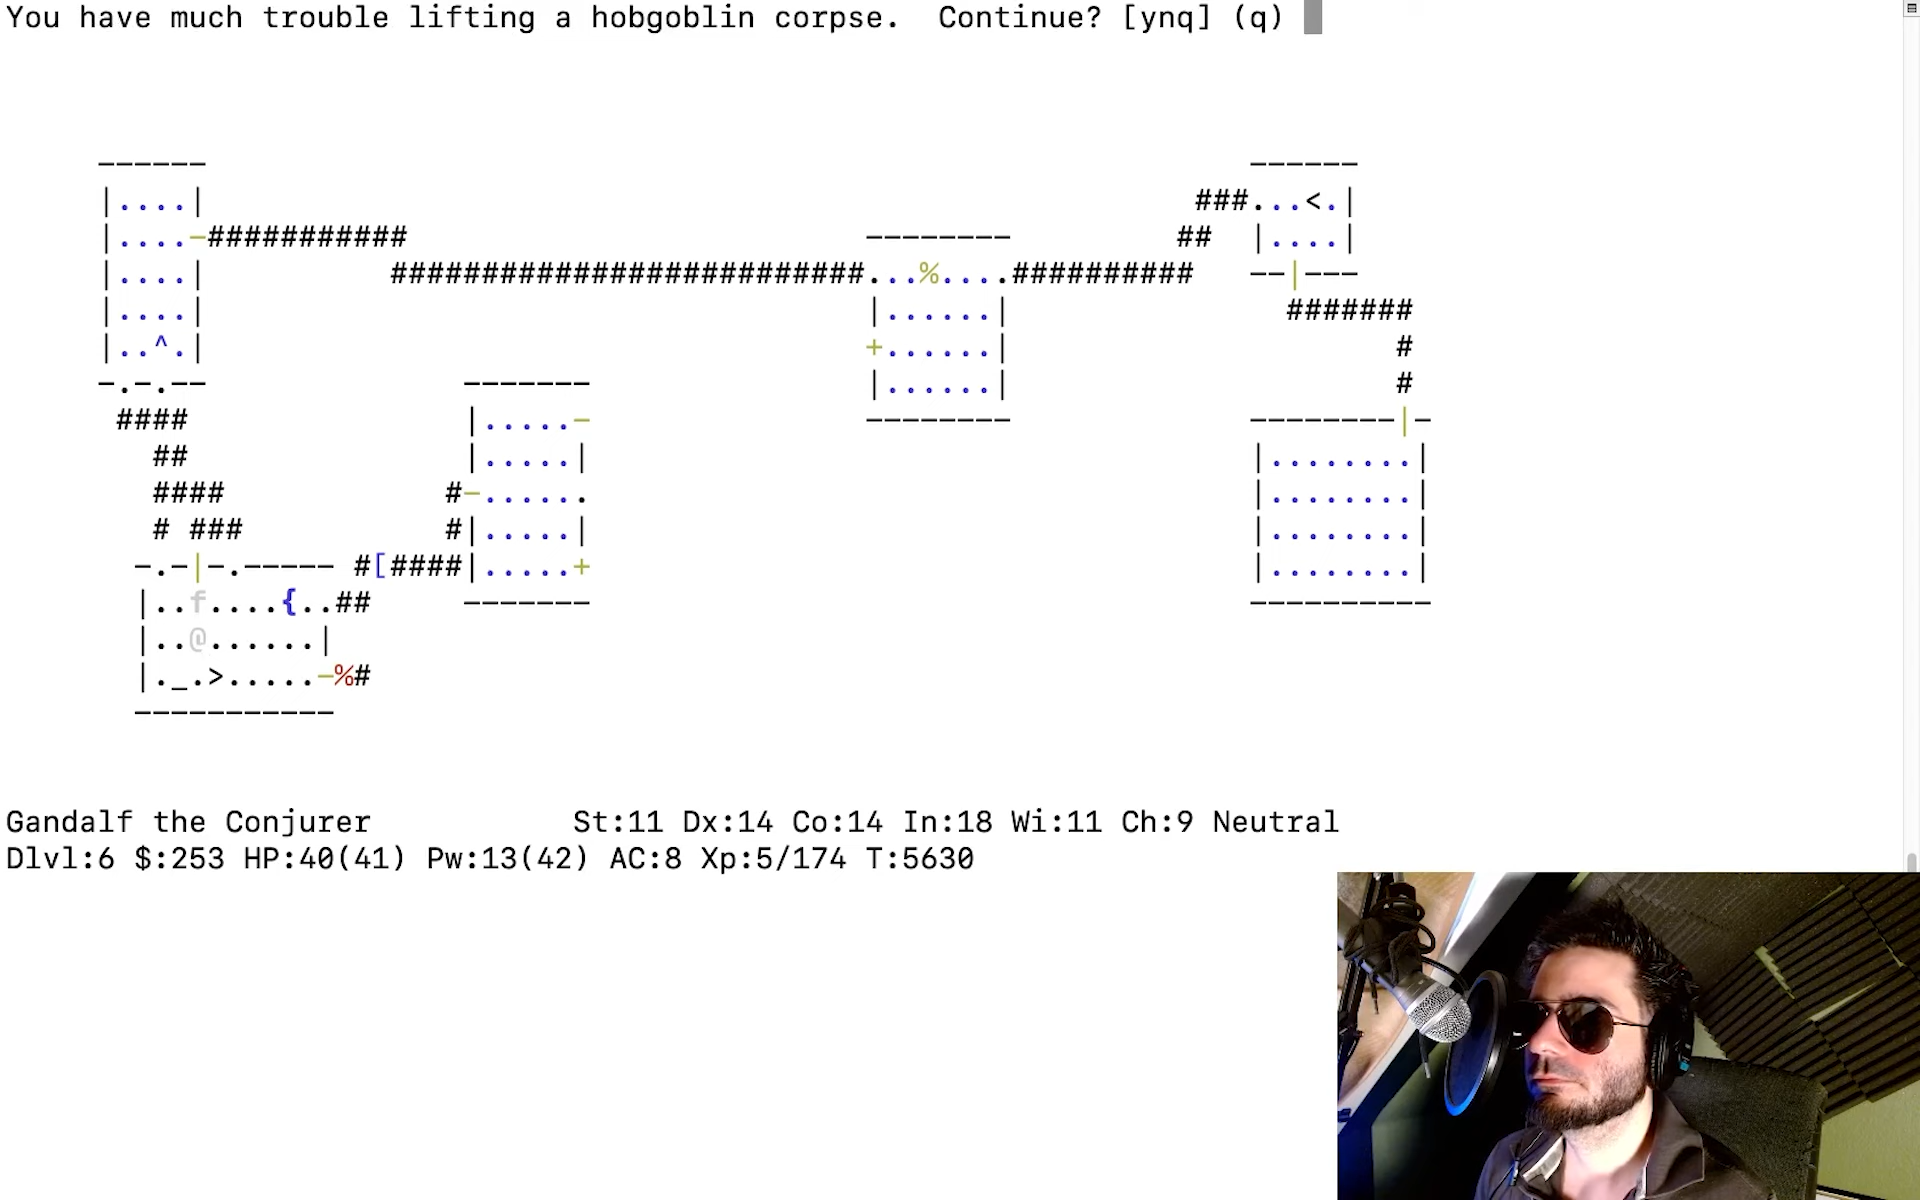 You have much trouble lifting a hobgoblin corpse.  Continue? [ynq] (q)
------                                                         ------
|....|                                                      ###...<.|
|....-###########                         --------         ##  |....|
|....|          ##########################...%....##########   --|---
|....|                                    |......|               #######
|..^.|                                    +......|                     #
-.-.--              -------               |......|                     #
 ####               |.....-               --------             --------|-
   ##               |.....|                                    |........|
   ####            #-......                                    |........|
   # ###           #|.....|                                    |........|
  -.-|-.----- #[####|.....+                                    |........|
  |..f....{..##     -------                                    ----------
  |..@......|
  |._.>.....-%#
  -----------
Gandalf the Conjurer           St:11 Dx:14 Co:14 In:18 Wi:11 Ch:9 Neutral
Dlvl:6 $:253 HP:40(41) Pw:13(42) AC:8 Xp:5/174 T:5630